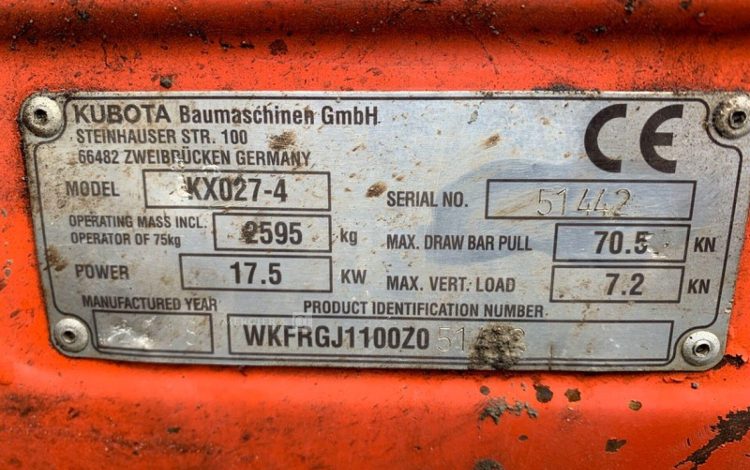 KUBOTA Baumaschinen GmbH
STEINHAUSER STR. 100
66482 ZWEIBRÜCKEN GERMANY
CE
MODEL KX027-4 SERIAL NO. 51442
OPERATING MASS INCL. OPERATOR OF 75kg 2595 kg MAX. DRAW BAR PULL 70.5 KN
POWER 17.5 KW MAX. VERT. LOAD 7.2 KN
MANUFACTURED YEAR PRODUCT IDENTIFICATION NUMBER
WKFRGJ1100Z0